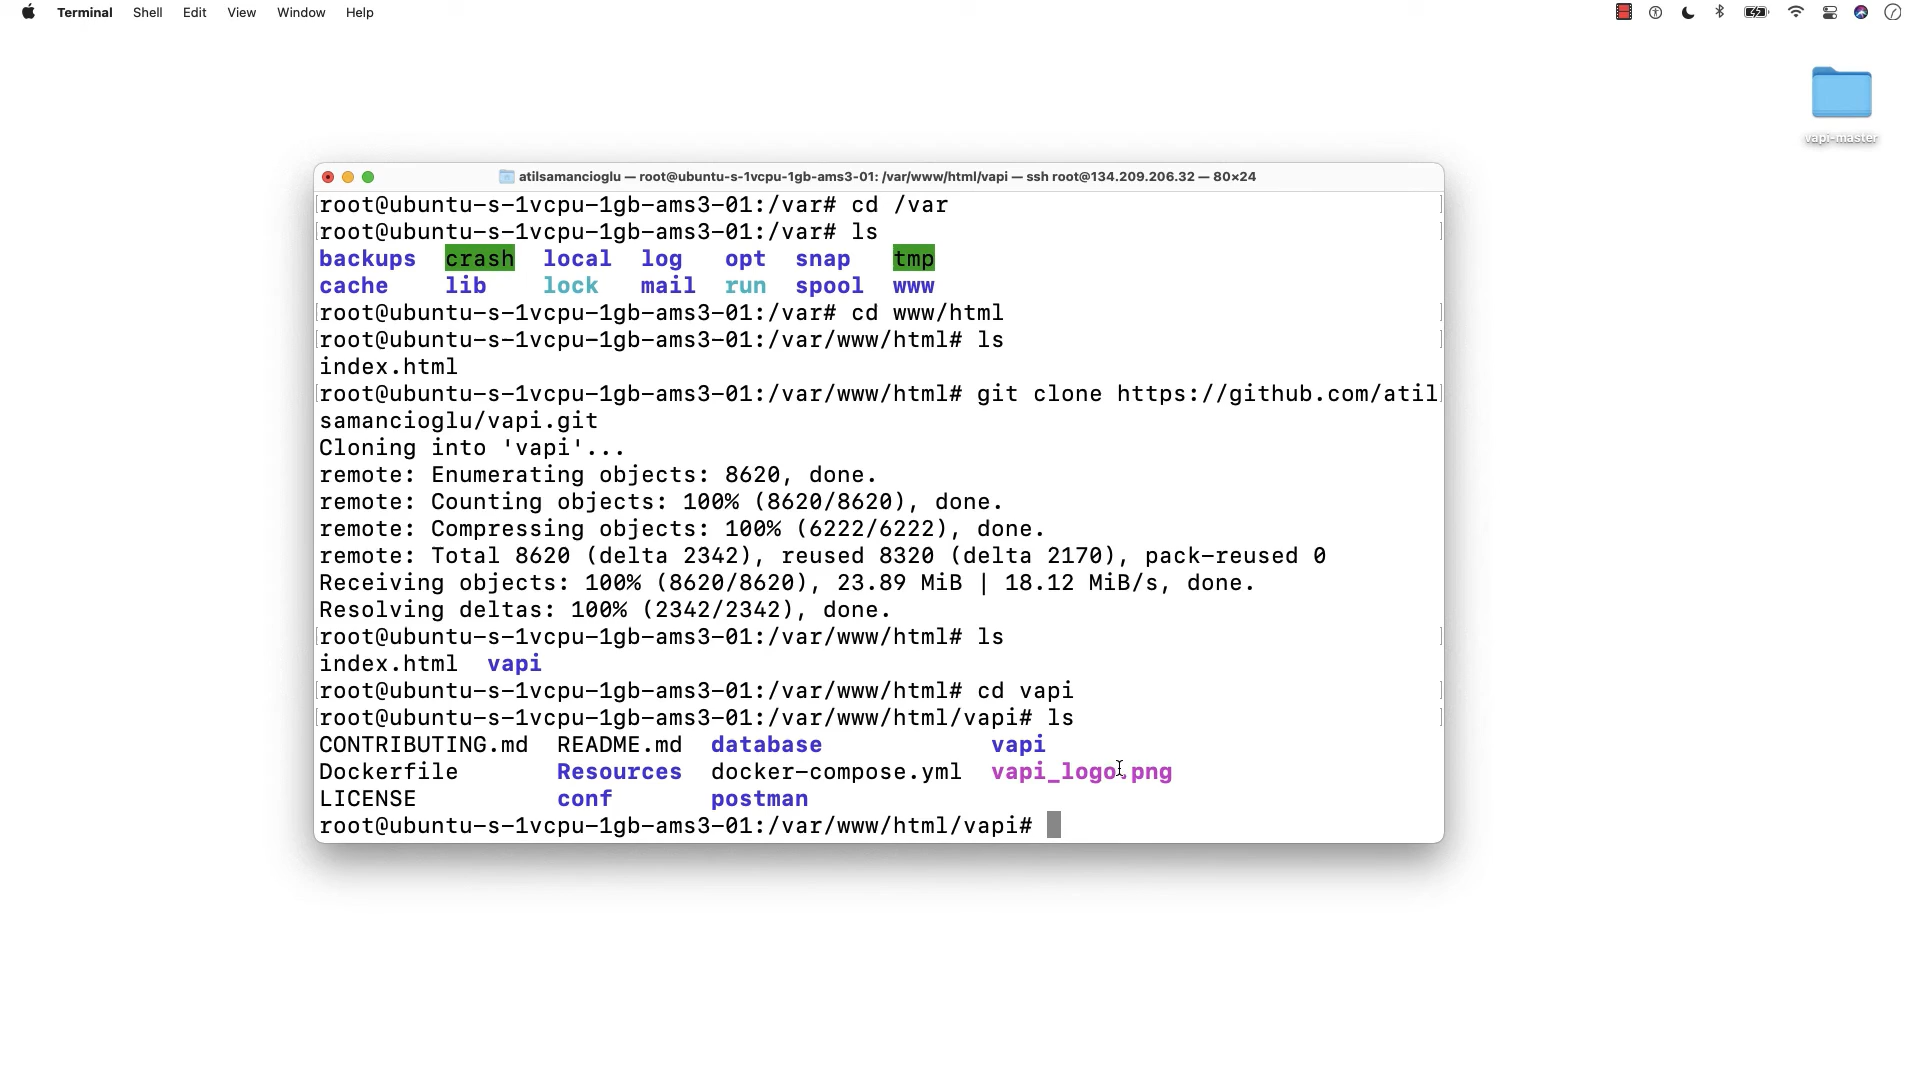 Terminal Shell Edit View Window Help
vapi-master
atilsamancioglu — root@ubuntu-s-1vcpu-1gb-ams3-01: /var/www/html/vapi — ssh root@134.209.206.32 — 80×24
[root@ubuntu-s-1vcpu-1gb-ams3-01:/var# cd /var ]
[root@ubuntu-s-1vcpu-1gb-ams3-01:/var# ls ]
backups crash local log opt snap tmp
cache lib lock mail run spool www
[root@ubuntu-s-1vcpu-1gb-ams3-01:/var# cd www/html ]
[root@ubuntu-s-1vcpu-1gb-ams3-01:/var/www/html# ls ]
index.html
[root@ubuntu-s-1vcpu-1gb-ams3-01:/var/www/html# git clone https://github.com/atil]
samancioglu/vapi.git
Cloning into 'vapi'...
remote: Enumerating objects: 8620, done.
remote: Counting objects: 100% (8620/8620), done.
remote: Compressing objects: 100% (6222/6222), done.
remote: Total 8620 (delta 2342), reused 8320 (delta 2170), pack-reused 0
Receiving objects: 100% (8620/8620), 23.89 MiB | 18.12 MiB/s, done.
Resolving deltas: 100% (2342/2342), done.
[root@ubuntu-s-1vcpu-1gb-ams3-01:/var/www/html# ls ]
index.html vapi
[root@ubuntu-s-1vcpu-1gb-ams3-01:/var/www/html# cd vapi ]
[root@ubuntu-s-1vcpu-1gb-ams3-01:/var/www/html/vapi# ls ]
CONTRIBUTING.md README.md database vapi
Dockerfile Resources docker-compose.yml vapi_logo.png
LICENSE conf postman
root@ubuntu-s-1vcpu-1gb-ams3-01:/var/www/html/vapi#